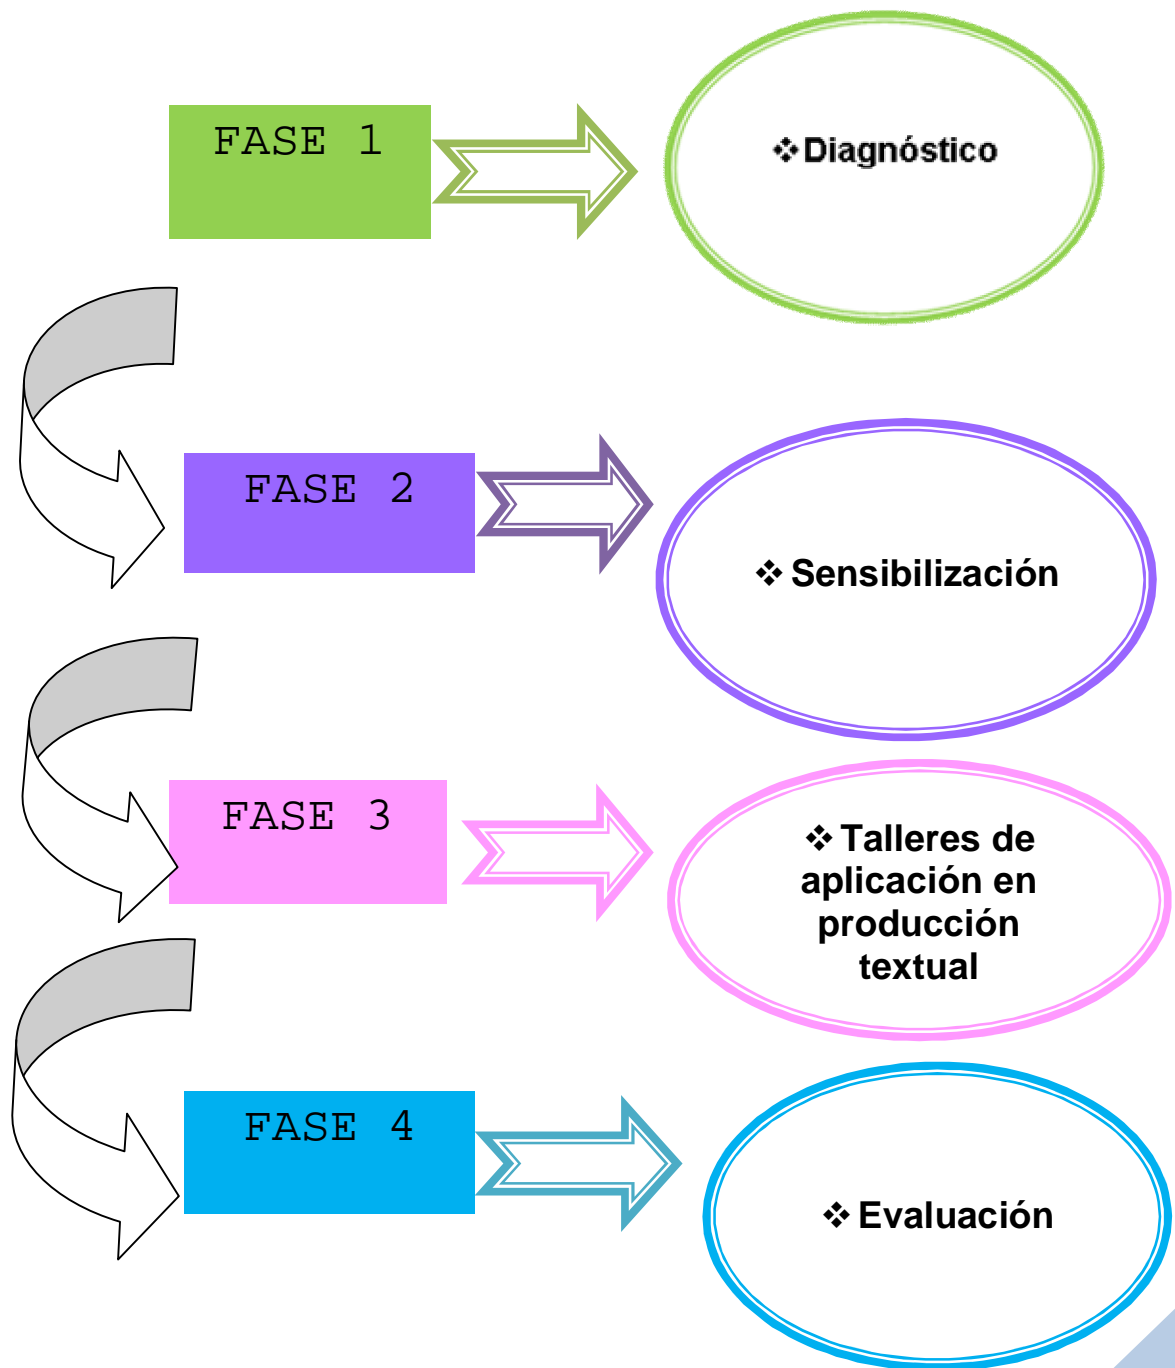 FASE 1
❖Diagnóstico
FASE 2
❖ Sensibilización
FASE 3
❖ Talleres de
aplicación en
producción
textual
FASE 4
❖ Evaluación